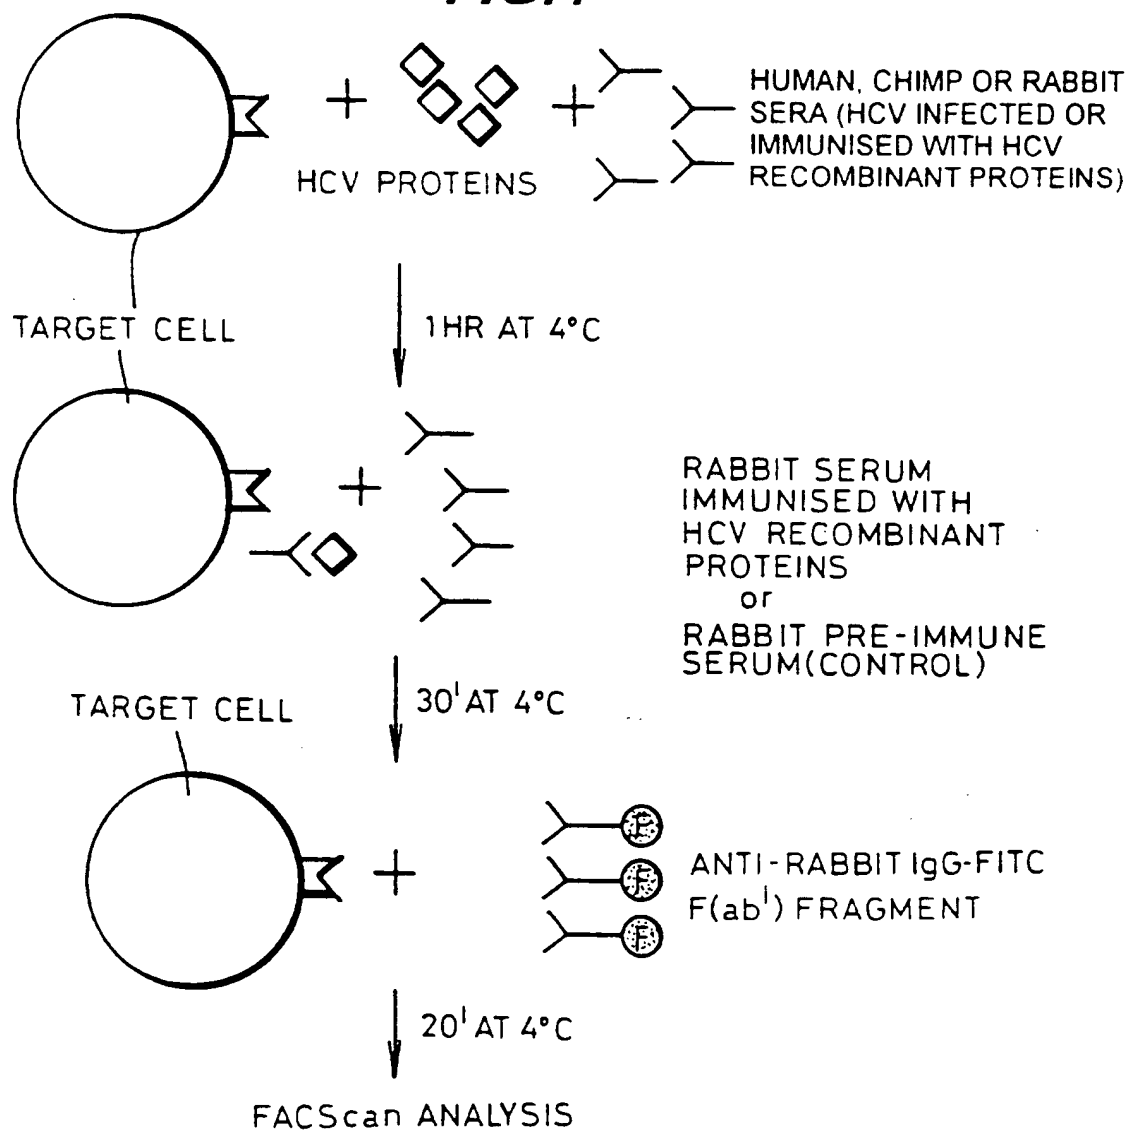 HUMAN, CHIMP OR RABBIT
SERA (HCV INFECTED OR
IMMUNISED WITH HCV
RECOMBINANT PROTEINS)
HCV PROTEINS
TARGET CELL
1HR AT 4°C
RABBIT SERUM
IMMUNISED WITH
HCV RECOMBINANT
PROTEINS
or
RABBIT PRE-IMMUNE
SERUM(CONTROL)
TARGET CELL
30' AT 4°C
F
F
F
ANTI-RABBIT IgG-FITC
F(ab') FRAGMENT
20' AT 4°C
FACScan ANALYSIS